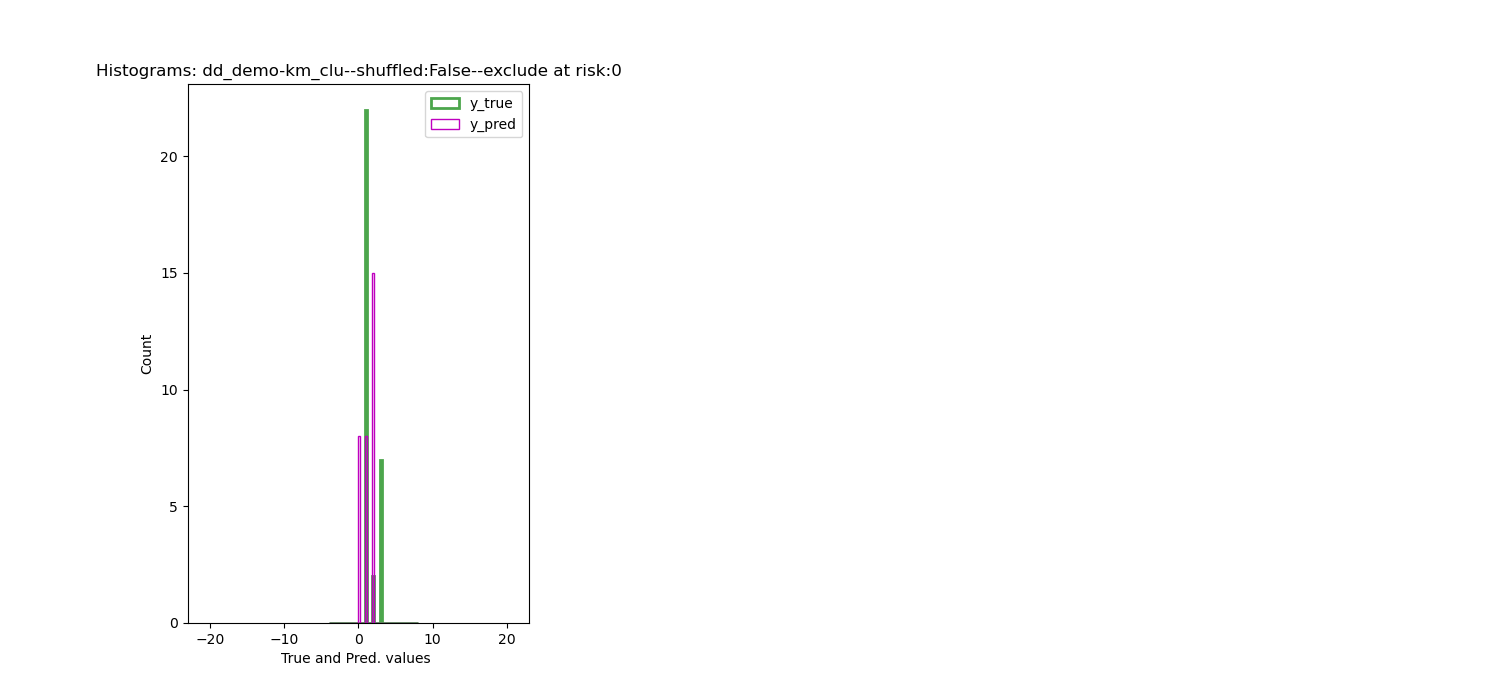 Histograms: dd_demo-km_clu--shuffled:False--exclude at risk:0
y_true
y_pred
20
15
10
5
0
Count
−20 −10 0 10 20
True and Pred. values